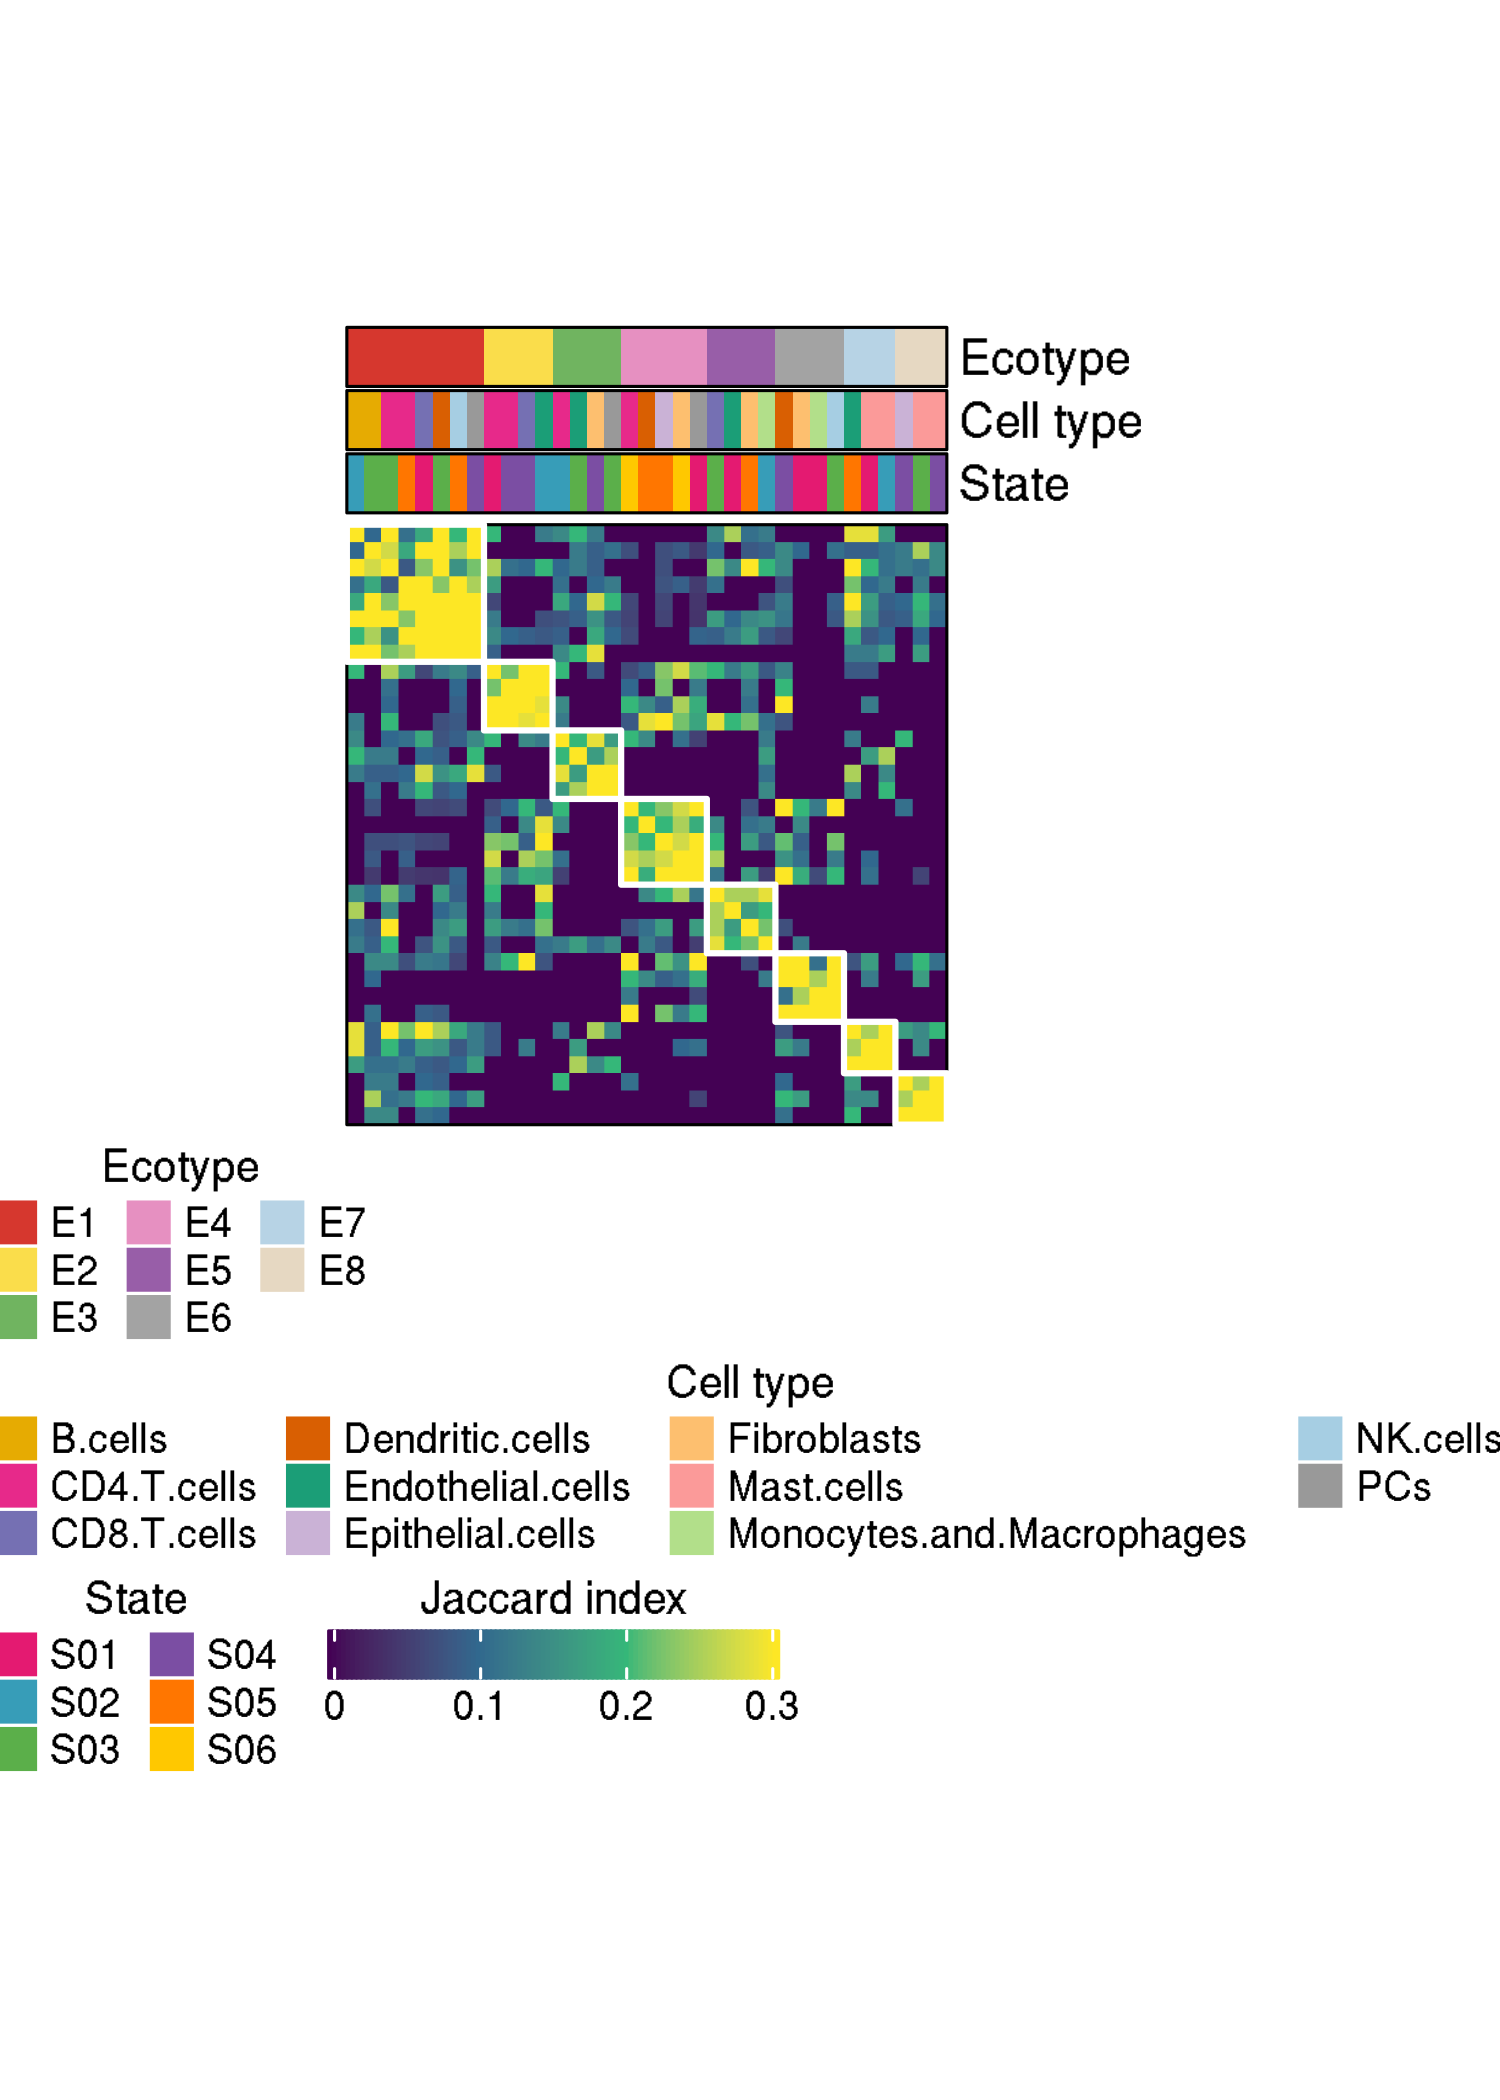 Ecotype
Cell type
State
Ecotype
E1 E4 E7
E2 E5 E8
E3 E6
Cell type
B.cells Dendritic.cells Fibroblasts NK.cells
CD4.T.cells Endothelial.cells Mast.cells PCs
CD8.T.cells Epithelial.cells Monocytes.and.Macrophages
State Jaccard index
S01 S04
S02 S05 0 0.1 0.2 0.3
S03 S06